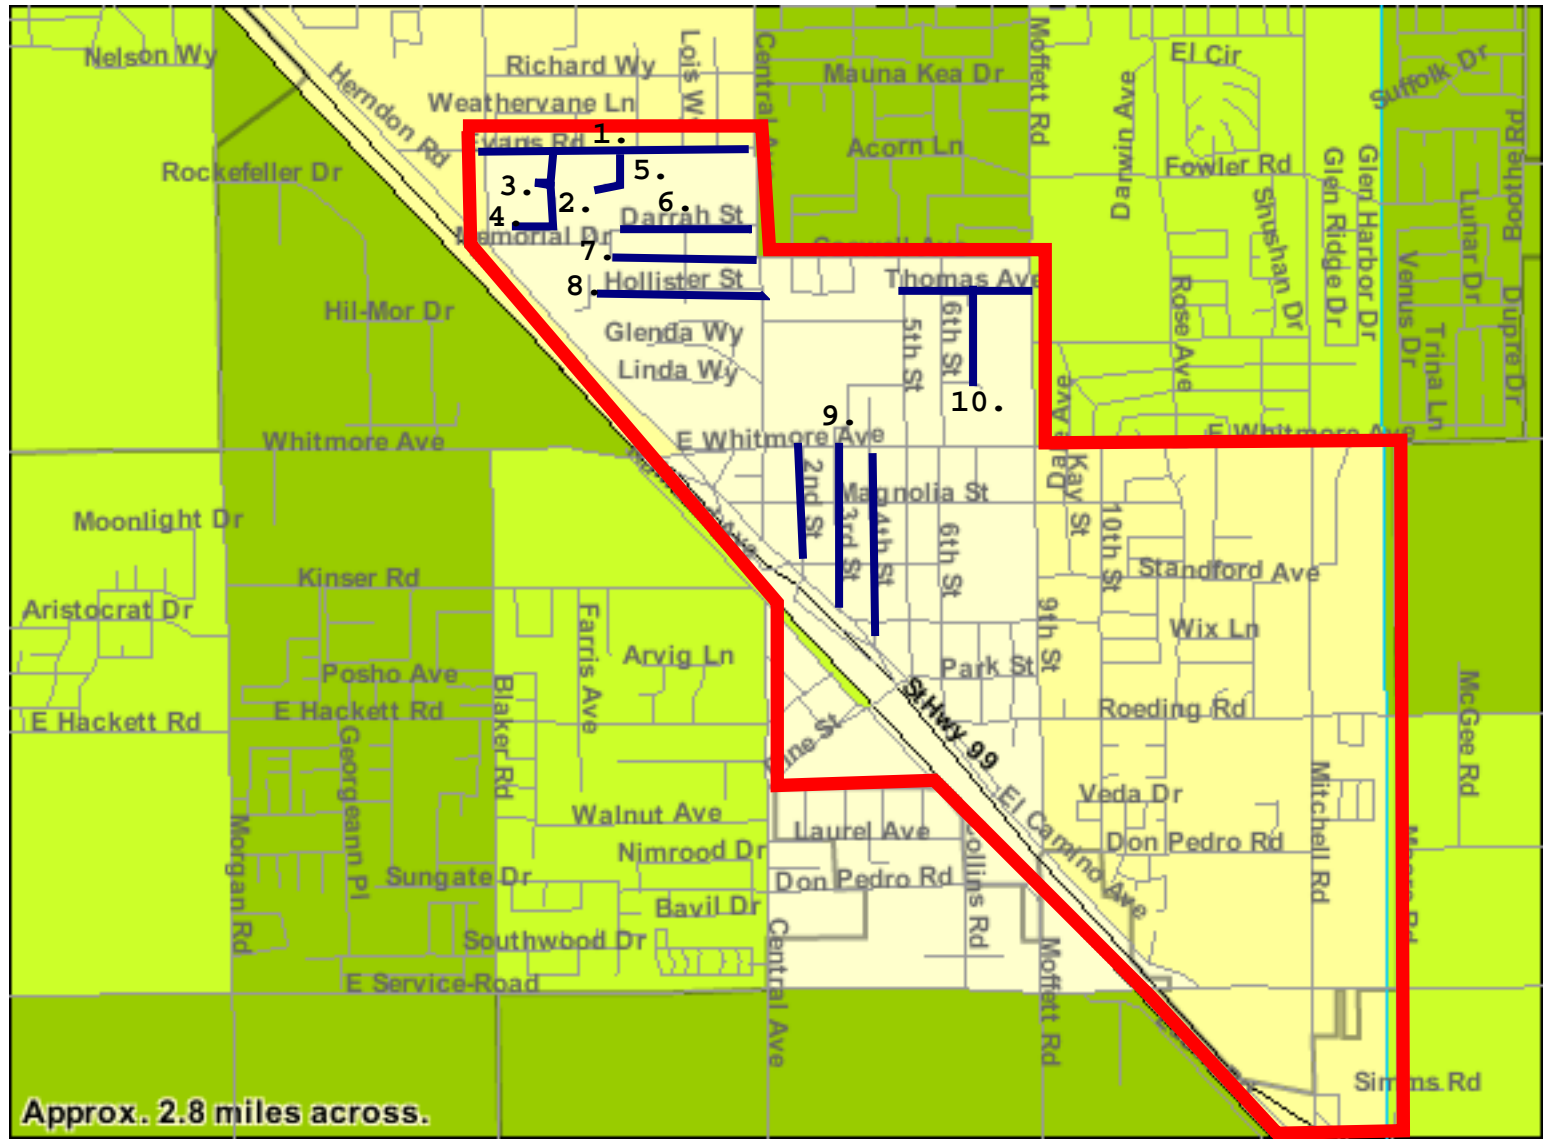 Nelson Wy
Richard Wy
Lois W
Central A
Mauna Kea Dr
Moffett Rd
El Cir
Suffolk Dr
Herndon Rd
Weathervane Ln
Evans Rd
1.
Acorn Ln
Darwin Ave
Fowler Rd
Glen Ridge Dr
Glen Harbor Dr
Boothe Rd
Rockefeller Dr
3.
5.
2.
6.
4.
Darrah St
Shushan Dr
Lunar Dr
Memorial Dr
7.
Thomas Ave
Rose Ave
Venus Dr
Dupre Dr
8.
Hollister St
Hil-Mor Dr
Glenda Wy
5th St
6th St
Trina Ln
Linda Wy
10.
9.
Whitmore Ave
E Whitmore Ave
E Whitmore Ave
2nd St
Magnolia St
Kay St
Moonlight Dr
3rd St
4th St
6th St
10th St
Kinser Rd
Standford Ave
Aristocrat Dr
Farris Ave
9th St
Wix Ln
Arvig Ln
Park St
Posho Ave
Blaker Rd
St Hwy 99
McGee Rd
E Hackett Rd
E Hackett Rd
Roeding Rd
Georgeann Pl
Pine St
Mitchell Rd
Veda Dr
El Camino Ave
Walnut Ave
Laurel Ave
Morgan Rd
Nimrood Dr
Collins Rd
Don Pedro Rd
Sungate Dr
Don Pedro Rd
Bavil Dr
Southwood Dr
Central Ave
Moffett Rd
E Service-Road
Simms Rd
Approx. 2.8 miles across.